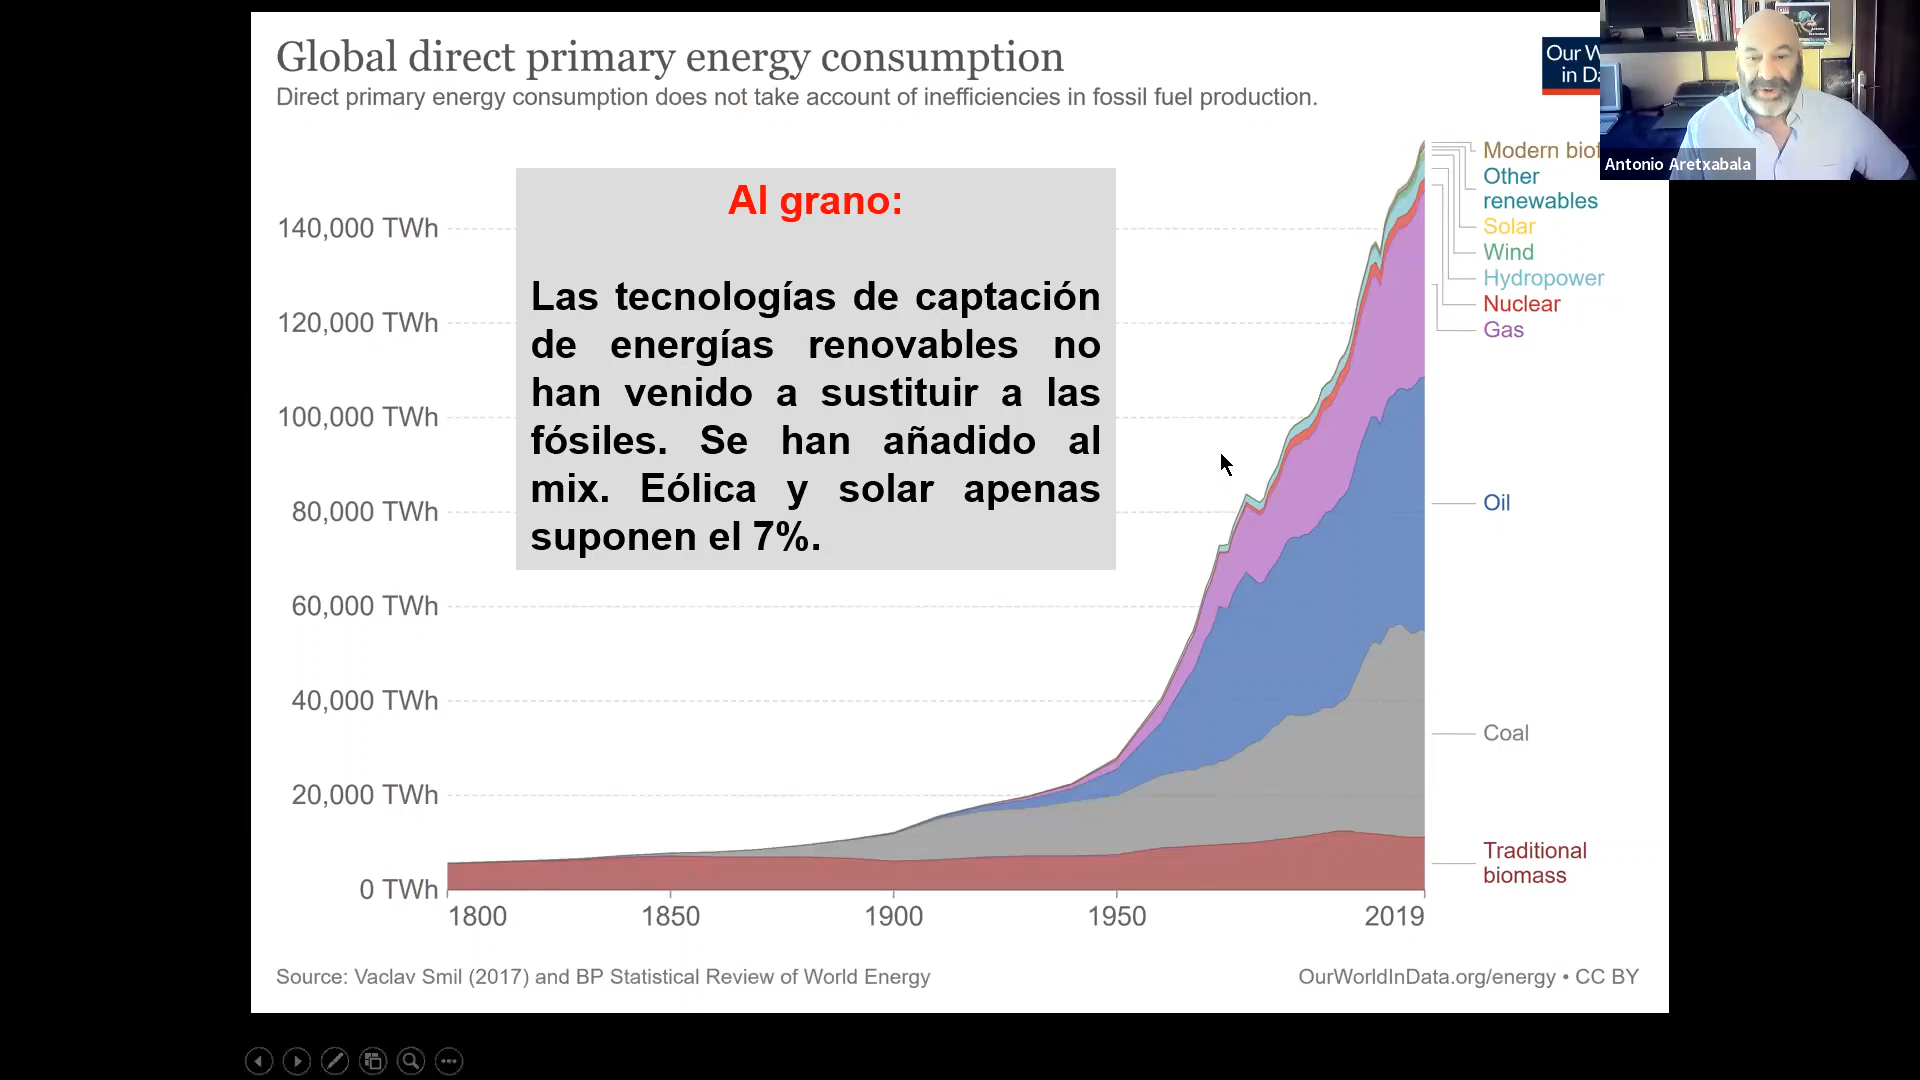 Global direct primary energy consumption
Direct primary energy consumption does not take account of inefficiencies in fossil fuel production.
Our W
in Da
Antonio Aretxabala
Al grano:
Las tecnologías de captación
de energías renovables no
han venido a sustituir a las
fósiles. Se han añadido al
mix. Eólica y solar apenas
suponen el 7%.
140,000 TWh
120,000 TWh
100,000 TWh
80,000 TWh
60,000 TWh
40,000 TWh
20,000 TWh
0 TWh
1800
1850
1900
1950
2019
Modern biof
Other
renewables
Solar
Wind
Hydropower
Nuclear
Gas
Oil
Coal
Traditional
biomass
Source: Vaclav Smil (2017) and BP Statistical Review of World Energy
OurWorldInData.org/energy • CC BY